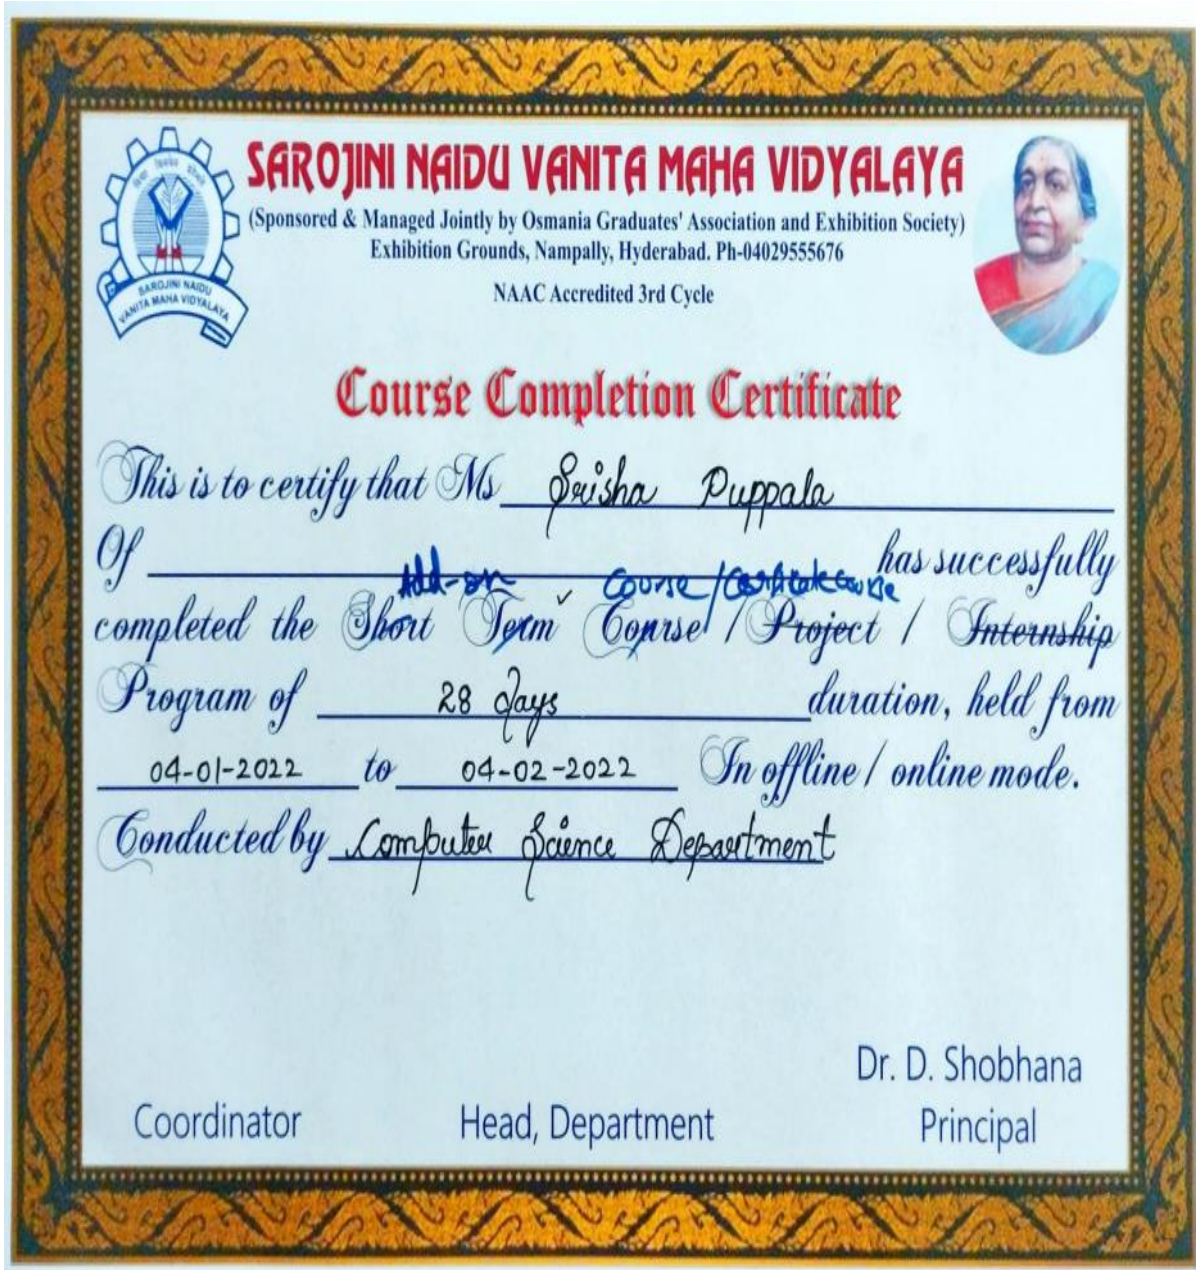 SAROJINI NAIDU VANITA MAHA VIDYALAYA
(Sponsored & Managed Jointly by Osmania Graduates' Association and Exhibition Society)
Exhibition Grounds, Nampally, Hyderabad. Ph-04029555676
NAAC Accredited 3rd Cycle
SAROJINI NAIDU
VANITA MAHA VIDYALAYA
Course Completion Certificate
This is to certify that Ms Srisha Puppala
Of has successfully
Add-on Course / Certificate course
completed the Short Term Course / Project / Internship
Program of 28 days duration, held from
04-01-2022 to 04-02-2022 In offline / online mode.
Conducted by Computer Science Department
Dr. D. Shobhana
Coordinator Head, Department Principal